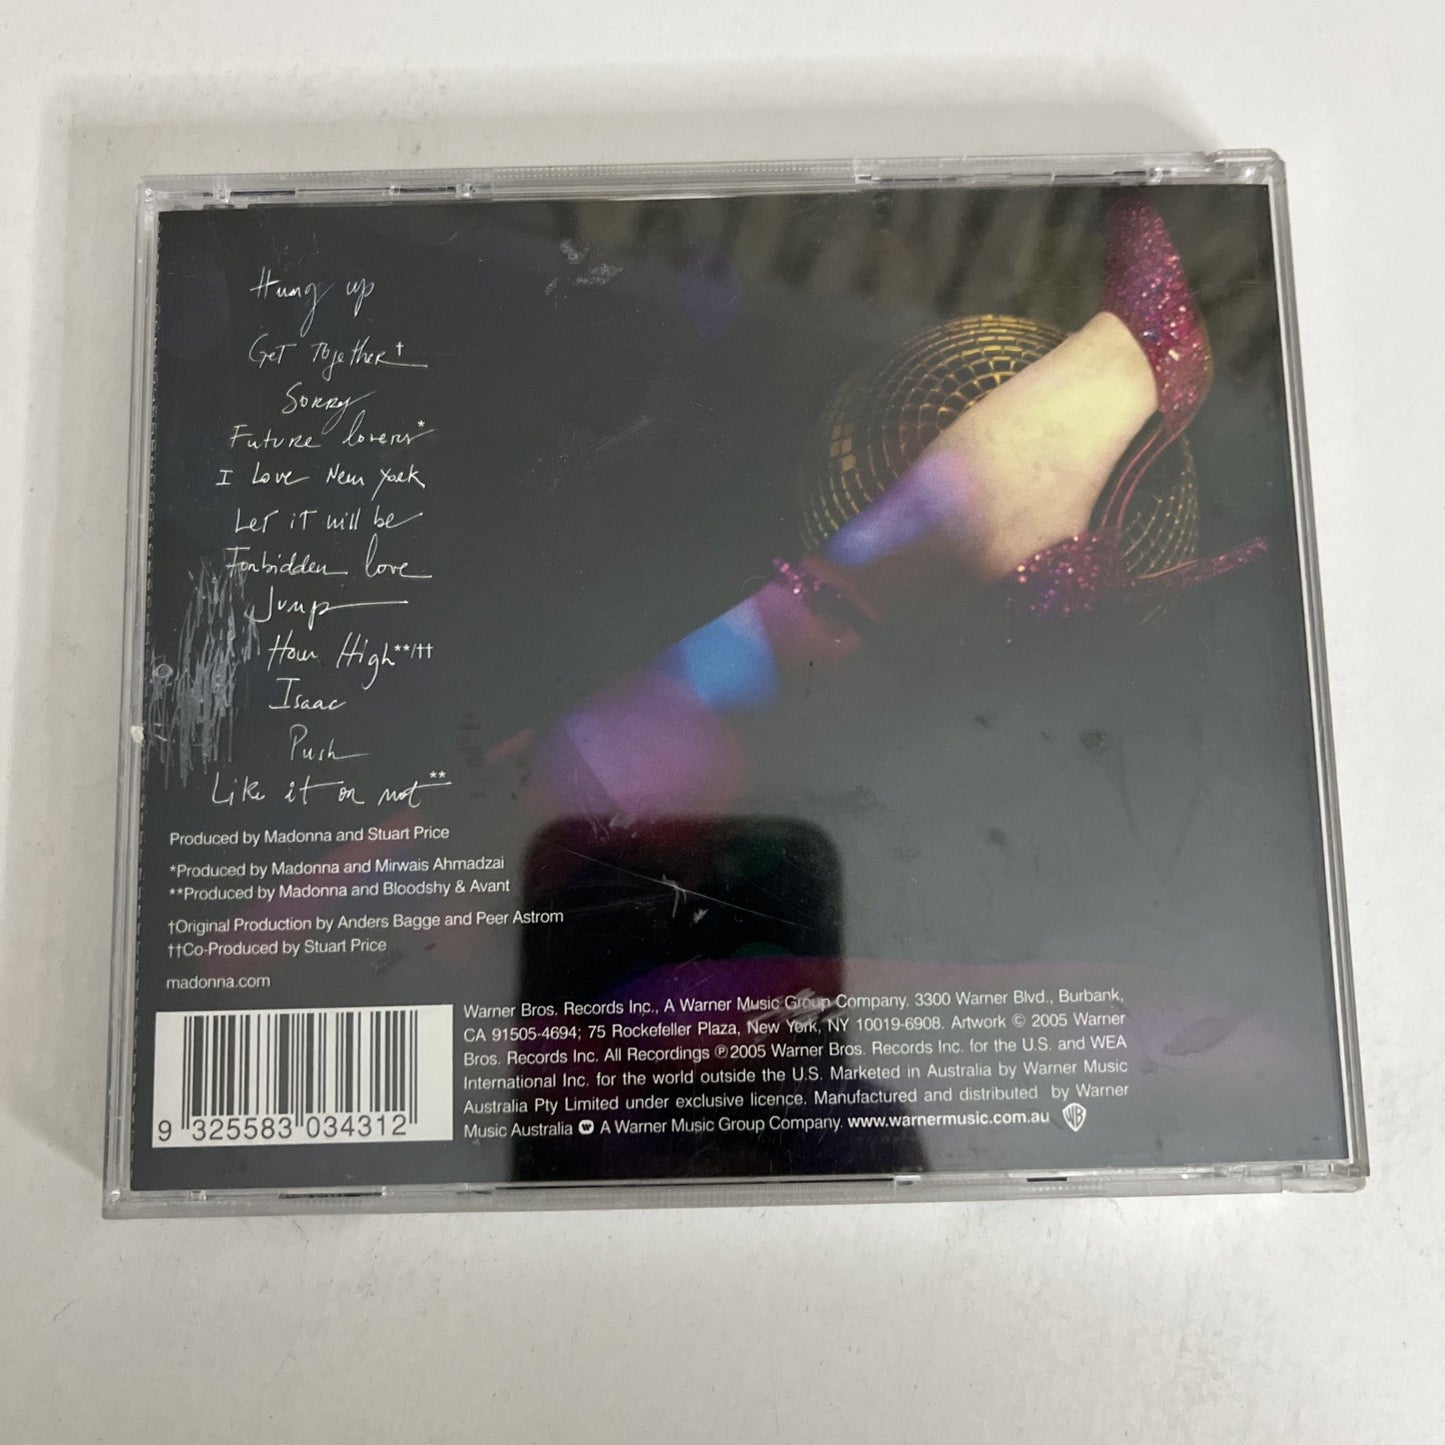 Hung up
Get Together†
Sorry
Future lovers*
I Love New York
Let it will be
Forbidden love
Jump
How High**/††
Isaac
Push
Like it or not**
Produced by Madonna and Stuart Price
*Produced by Madonna and Mirwais Ahmadzai
**Produced by Madonna and Bloodshy & Avant
†Original Production by Anders Bagge and Peer Astrom
††Co-Produced by Stuart Price
madonna.com
9 325583 034312
Warner Bros. Records Inc., A Warner Music Group Company. 3300 Warner Blvd., Burbank,
CA 91505-4694; 75 Rockefeller Plaza, New York, NY 10019-6908. Artwork © 2005 Warner
Bros. Records Inc. All Recordings ℗2005 Warner Bros. Records Inc. for the U.S. and WEA
International Inc. for the world outside the U.S. Marketed in Australia by Warner Music
Australia Pty Limited under exclusive licence. Manufactured and distributed by Warner
Music Australia A Warner Music Group Company. www.warnermusic.com.au WB